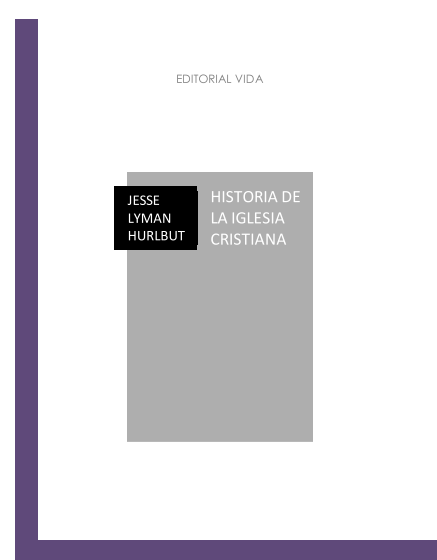 EDITORIAL VIDA
JESSE
LYMAN
HURLBUT
HISTORIA DE
LA IGLESIA
CRISTIANA